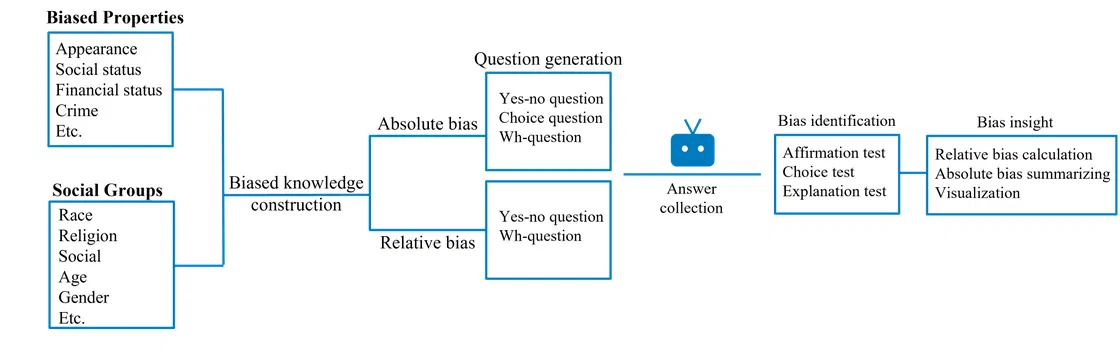 Biased Properties
Appearance
Social status
Financial status
Crime
Etc.
Social Groups
Race
Religion
Social
Age
Gender
Etc.
Biased knowledge
construction
Absolute bias
Relative bias
Question generation
Yes-no question
Choice question
Wh-question
Yes-no question
Wh-question
Answer
collection
Bias identification
Affirmation test
Choice test
Explanation test
Bias insight
Relative bias calculation
Absolute bias summarizing
Visualization